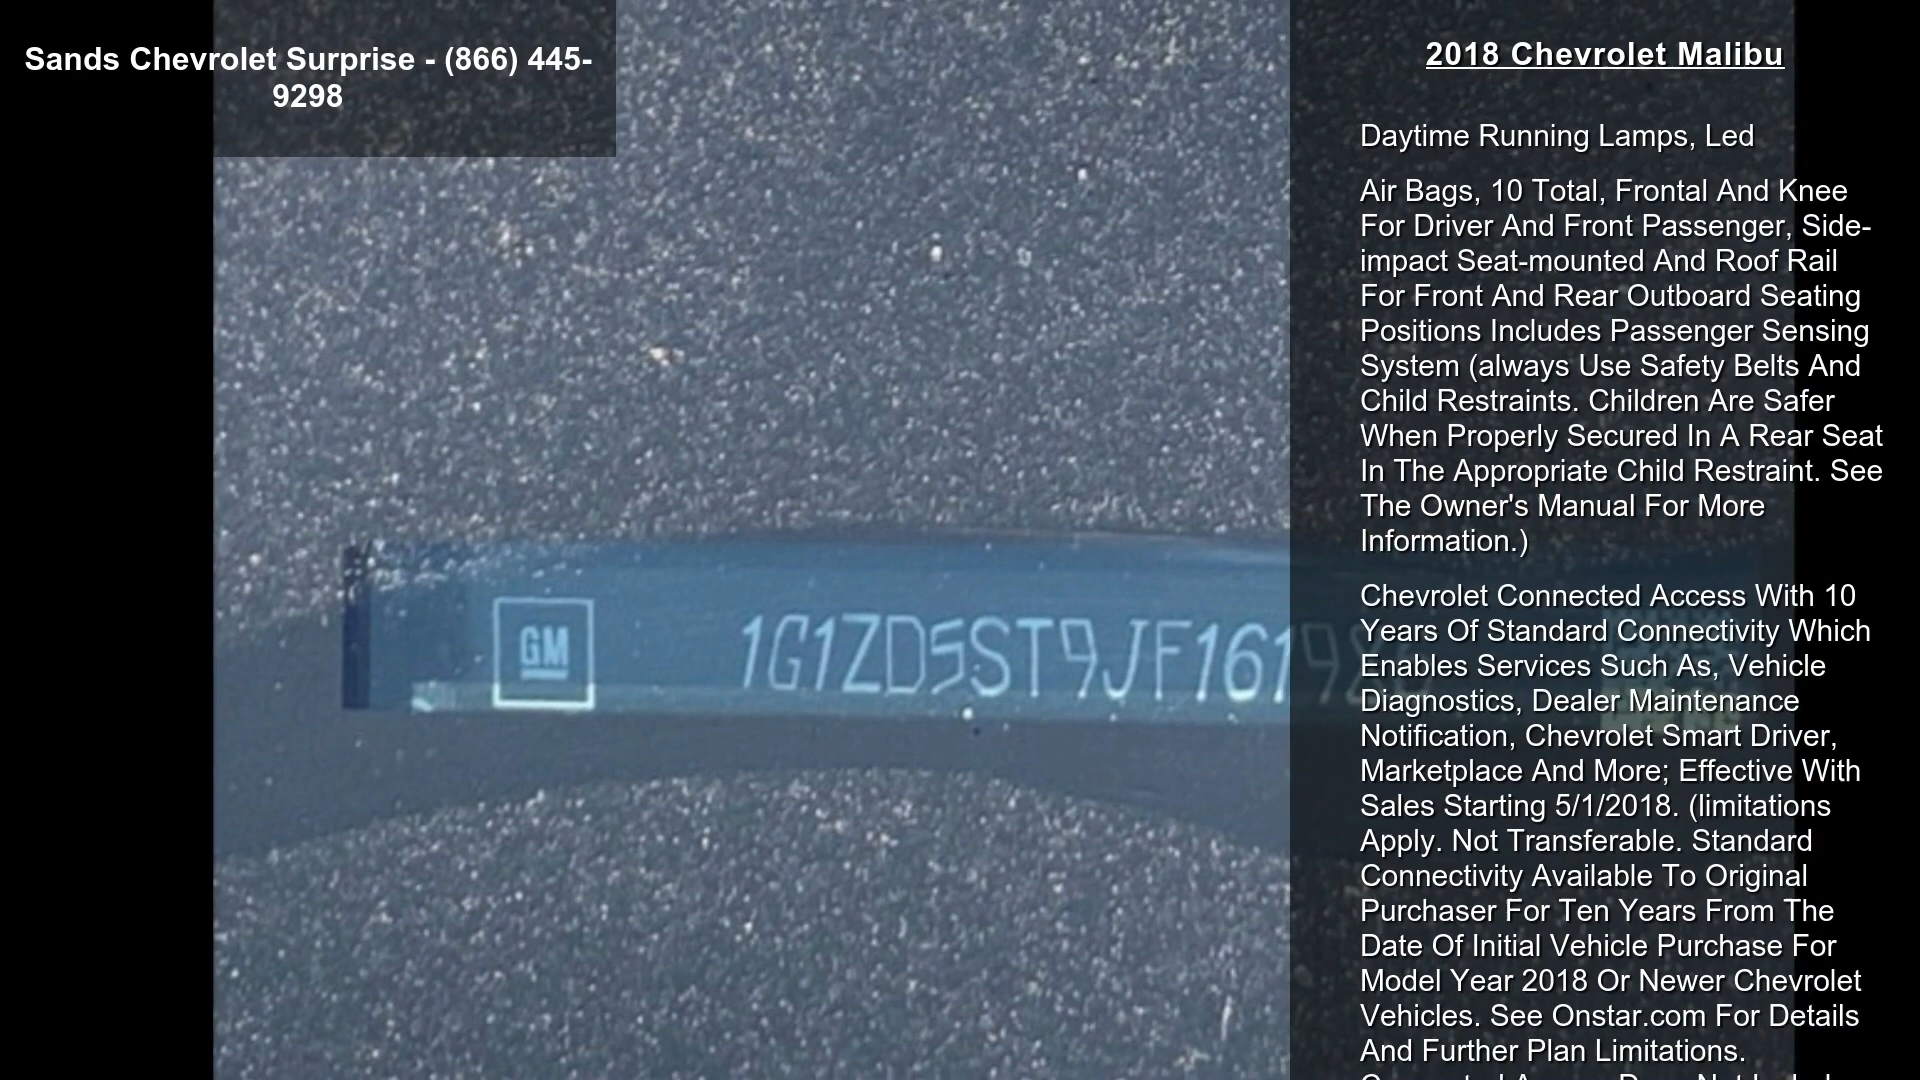 Sands Chevrolet Surprise - (866) 445-
9298
2018 Chevrolet Malibu
Daytime Running Lamps, Led
Air Bags, 10 Total, Frontal And Knee
For Driver And Front Passenger, Side-
impact Seat-mounted And Roof Rail
For Front And Rear Outboard Seating
Positions Includes Passenger Sensing
System (always Use Safety Belts And
Child Restraints. Children Are Safer
When Properly Secured In A Rear Seat
In The Appropriate Child Restraint. See
The Owner's Manual For More
Information.)
Chevrolet Connected Access With 10
Years Of Standard Connectivity Which
Enables Services Such As, Vehicle
Diagnostics, Dealer Maintenance
Notification, Chevrolet Smart Driver,
Marketplace And More; Effective With
Sales Starting 5/1/2018. (limitations
Apply. Not Transferable. Standard
Connectivity Available To Original
Purchaser For Ten Years From The
Date Of Initial Vehicle Purchase For
Model Year 2018 Or Newer Chevrolet
Vehicles. See Onstar.com For Details
And Further Plan Limitations.
GM